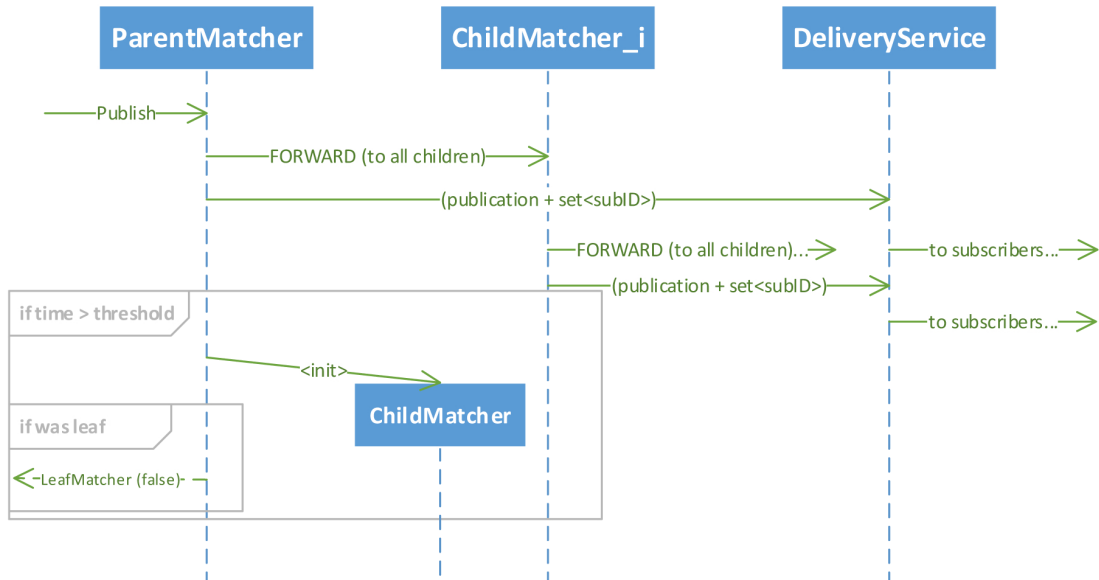 ParentMatcher
ChildMatcher_i
DeliveryService
Publish
FORWARD (to all children)
(publication + set<subID>)
FORWARD (to all children)...
to subscribers...
(publication + set<subID>)
if time > threshold
to subscribers...
<init>
ChildMatcher
if was leaf
LeafMatcher (false)